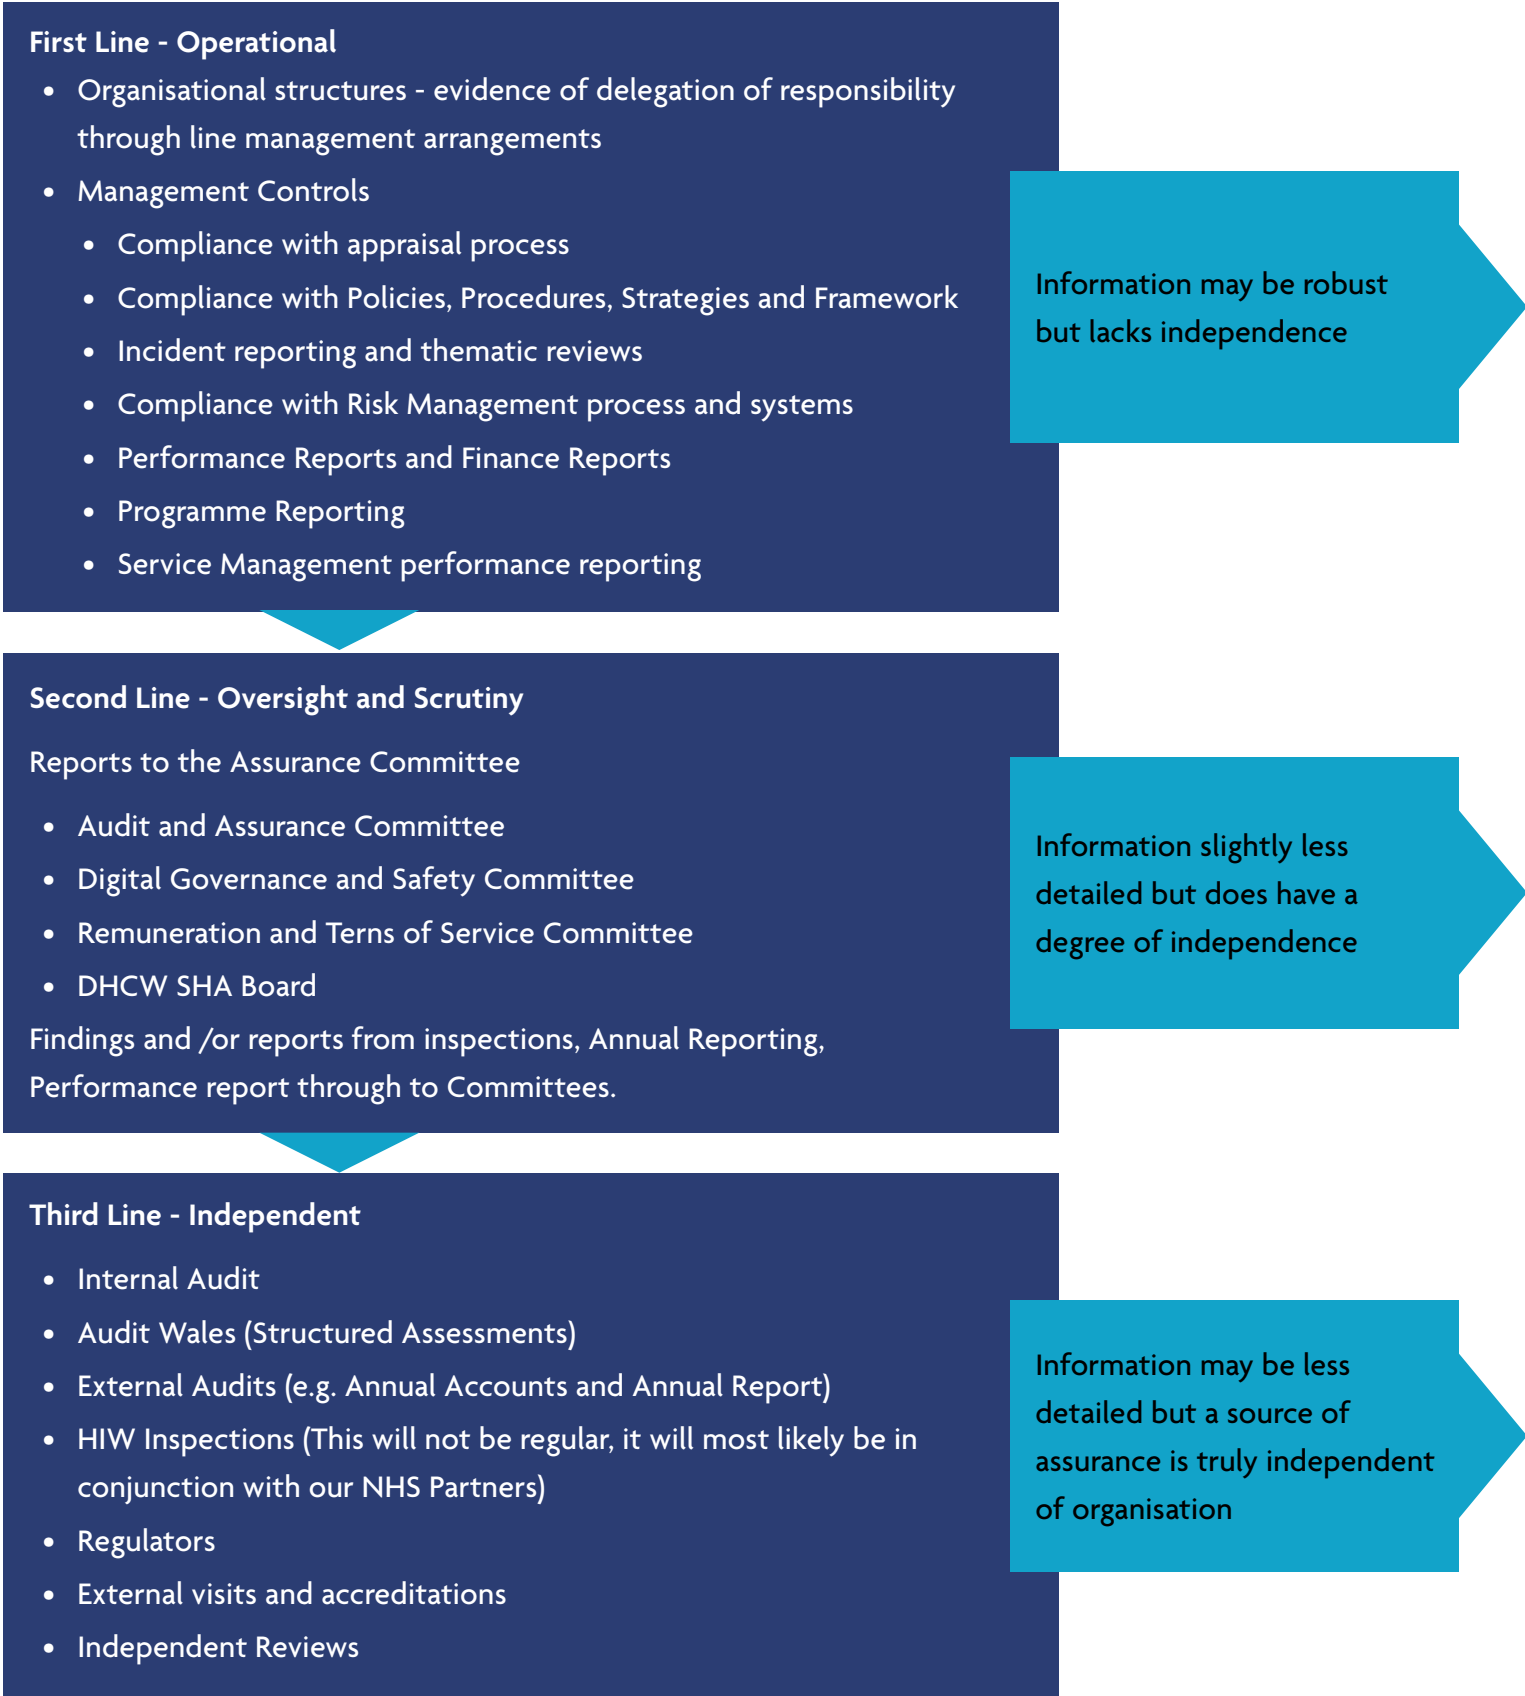 First Line - Operational
• Organisational structures - evidence of delegation of responsibility
through line management arrangements
• Management Controls
• Compliance with appraisal process
• Compliance with Policies, Procedures, Strategies and Framework
• Incident reporting and thematic reviews
• Compliance with Risk Management process and systems
• Performance Reports and Finance Reports
• Programme Reporting
• Service Management performance reporting
Information may be robust
but lacks independence
Second Line - Oversight and Scrutiny
Reports to the Assurance Committee
• Audit and Assurance Committee
• Digital Governance and Safety Committee
• Remuneration and Terns of Service Committee
• DHCW SHA Board
Findings and /or reports from inspections, Annual Reporting,
Performance report through to Committees.
Information slightly less
detailed but does have a
degree of independence
Third Line - Independent
• Internal Audit
• Audit Wales (Structured Assessments)
• External Audits (e.g. Annual Accounts and Annual Report)
• HIW Inspections (This will not be regular, it will most likely be in
conjunction with our NHS Partners)
• Regulators
• External visits and accreditations
• Independent Reviews
Information may be less
detailed but a source of
assurance is truly independent
of organisation